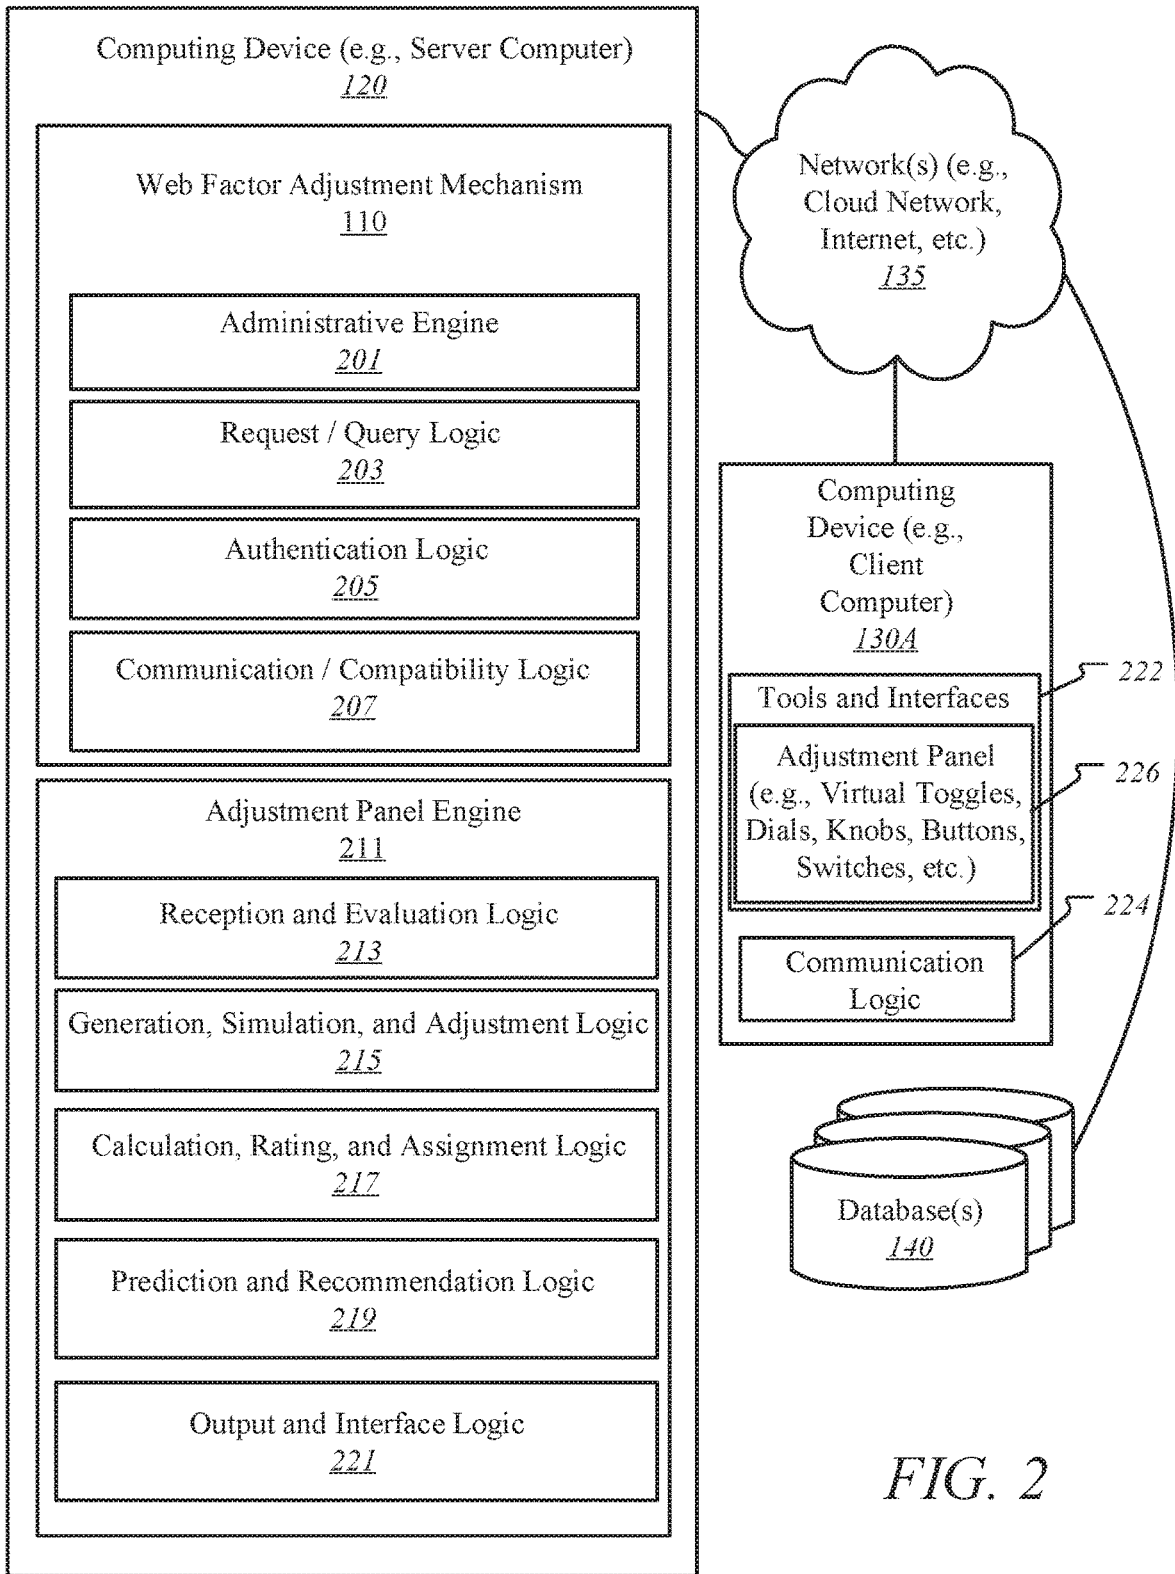 Computing Device (e.g., Server Computer)
120
Web Factor Adjustment Mechanism
110
Administrative Engine
201
Request / Query Logic
203
Authentication Logic
205
Communication / Compatibility Logic
207
Adjustment Panel Engine
211
Reception and Evaluation Logic
213
Generation, Simulation, and Adjustment Logic
215
Calculation, Rating, and Assignment Logic
217
Prediction and Recommendation Logic
219
Output and Interface Logic
221
Network(s) (e.g.,
Cloud Network,
Internet, etc.)
135
Computing
Device (e.g.,
Client
Computer)
130A
Tools and Interfaces
222
Adjustment Panel
(e.g., Virtual Toggles,
Dials, Knobs, Buttons,
Switches, etc.)
226
Communication
Logic
224
Database(s)
140
FIG. 2